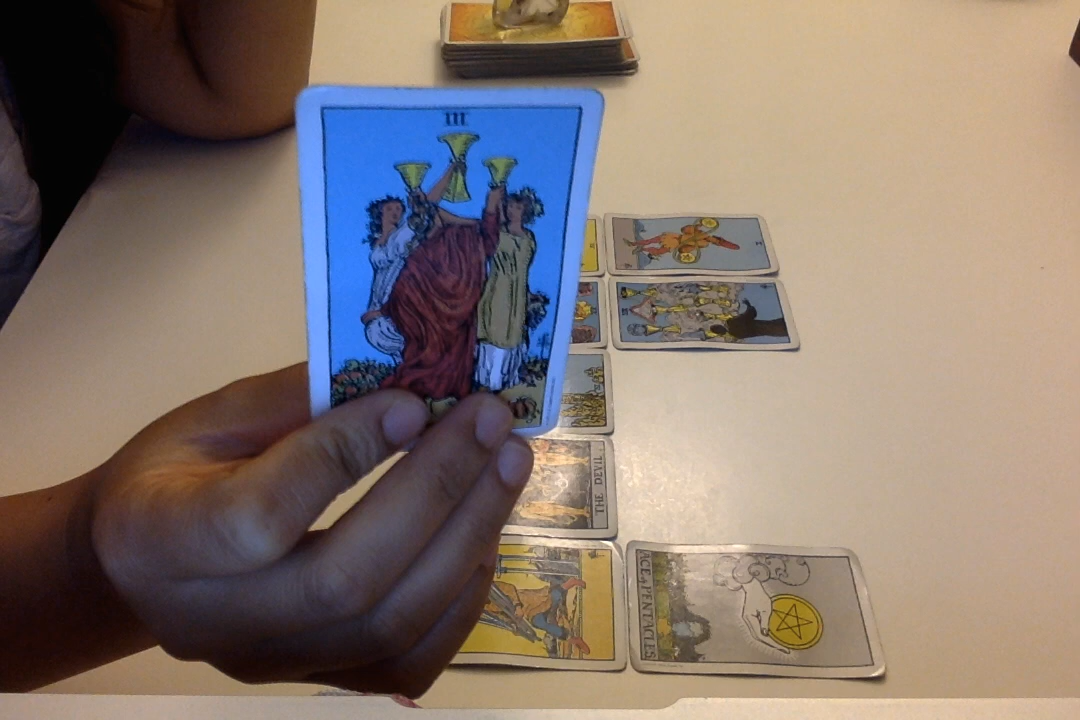 III
THE DEVIL.
ACE of PENTACLES